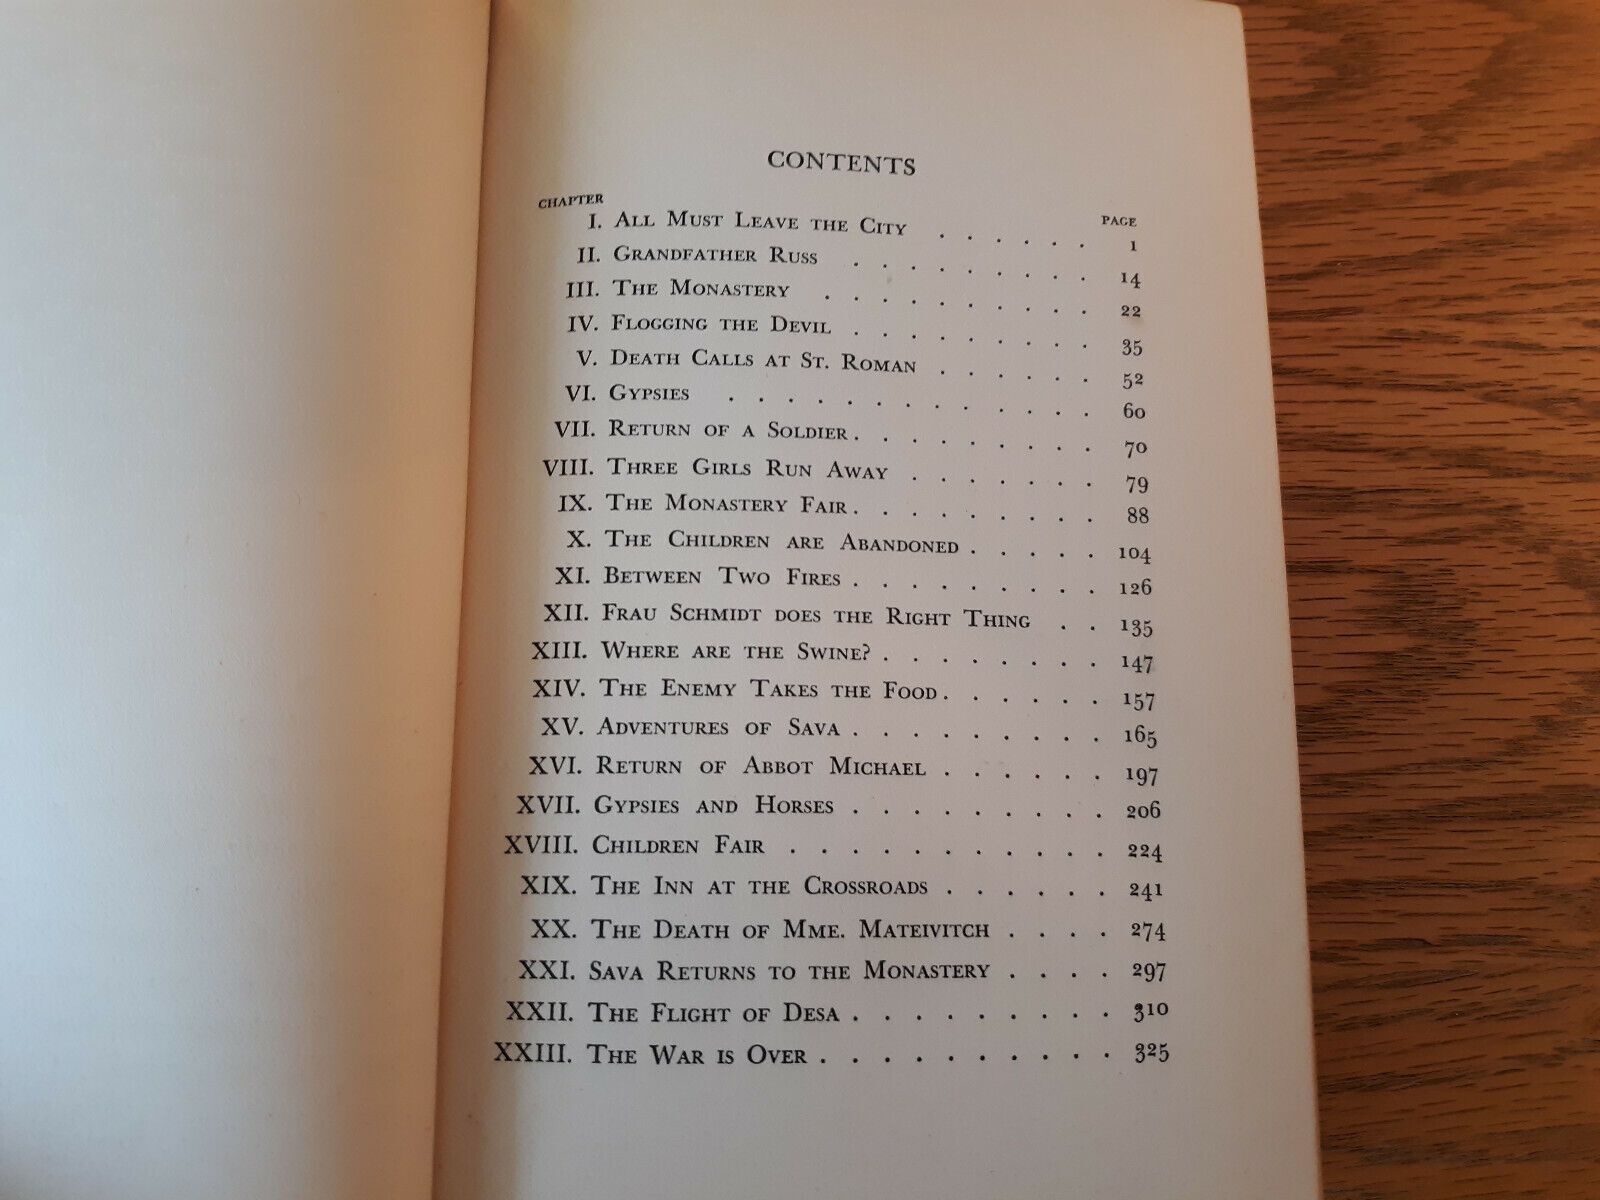 CONTENTS
CHAPTER PAGE
I. ALL MUST LEAVE THE CITY . . . . . . 1
II. GRANDFATHER RUSS . . . . . . . . . 14
III. THE MONASTERY . . . . . . . . . . 22
IV. FLOGGING THE DEVIL . . . . . . . . . 35
V. DEATH CALLS AT ST. ROMAN . . . . . . 52
VI. GYPSIES . . . . . . . . . . . . . 60
VII. RETURN OF A SOLDIER . . . . . . . . . 70
VIII. THREE GIRLS RUN AWAY . . . . . . . 79
IX. THE MONASTERY FAIR . . . . . . . . . 88
X. THE CHILDREN ARE ABANDONED . . . . . 104
XI. BETWEEN TWO FIRES . . . . . . . . . 126
XII. FRAU SCHMIDT DOES THE RIGHT THING . . 135
XIII. WHERE ARE THE SWINE? . . . . . . . . 147
XIV. THE ENEMY TAKES THE FOOD . . . . . . 157
XV. ADVENTURES OF SAVA . . . . . . . . . 165
XVI. RETURN OF ABBOT MICHAEL . . . . . . 197
XVII. GYPSIES AND HORSES . . . . . . . . . 206
XVIII. CHILDREN FAIR . . . . . . . . . . . 224
XIX. THE INN AT THE CROSSROADS . . . . . . 241
XX. THE DEATH OF MME. MATEIVITCH . . . . 274
XXI. SAVA RETURNS TO THE MONASTERY . . . . 297
XXII. THE FLIGHT OF DESA . . . . . . . . . 310
XXIII. THE WAR IS OVER . . . . . . . . . . 325